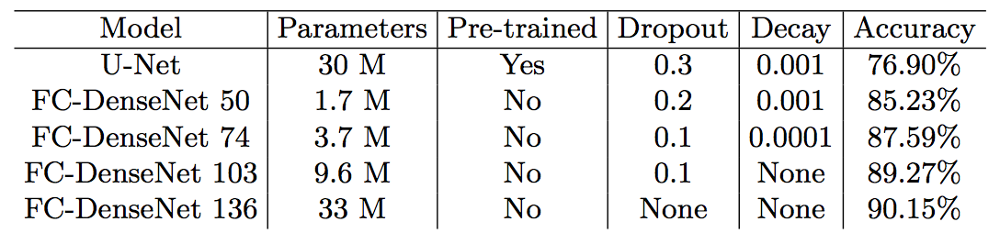 Model Parameters Pre-trained Dropout Decay Accuracy
U-Net 30 M Yes 0.3 0.001 76.90%
FC-DenseNet 50 1.7 M No 0.2 0.001 85.23%
FC-DenseNet 74 3.7 M No 0.1 0.0001 87.59%
FC-DenseNet 103 9.6 M No 0.1 None 89.27%
FC-DenseNet 136 33 M No None None 90.15%